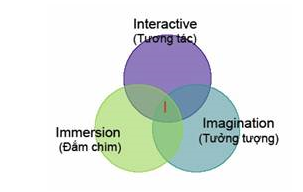 Interactive
(Tương tác)
I
Immersion
(Đắm chìm)
Imagination
(Tưởng tượng)